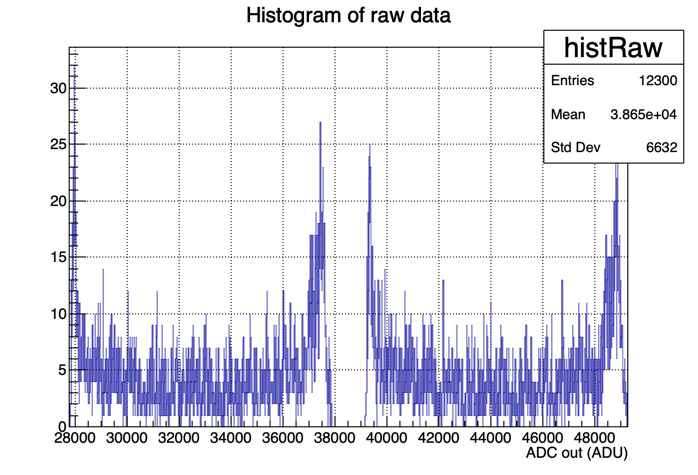 Histogram of raw data
histRaw
Entries 12300
Mean 3.865e+04
Std Dev 6632
30
25
20
15
10
5
0
28000 30000 32000 34000 36000 38000 40000 42000 44000 46000 48000
ADC out (ADU)